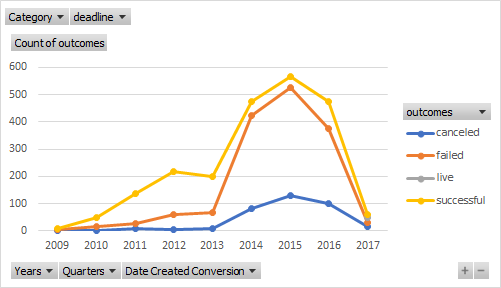 Category deadline
Count of outcomes
600
500
400
300
200
100
0
2009 2010 2011 2012 2013 2014 2015 2016 2017
outcomes
canceled
failed
live
successful
Years Quarters Date Created Conversion
+ −